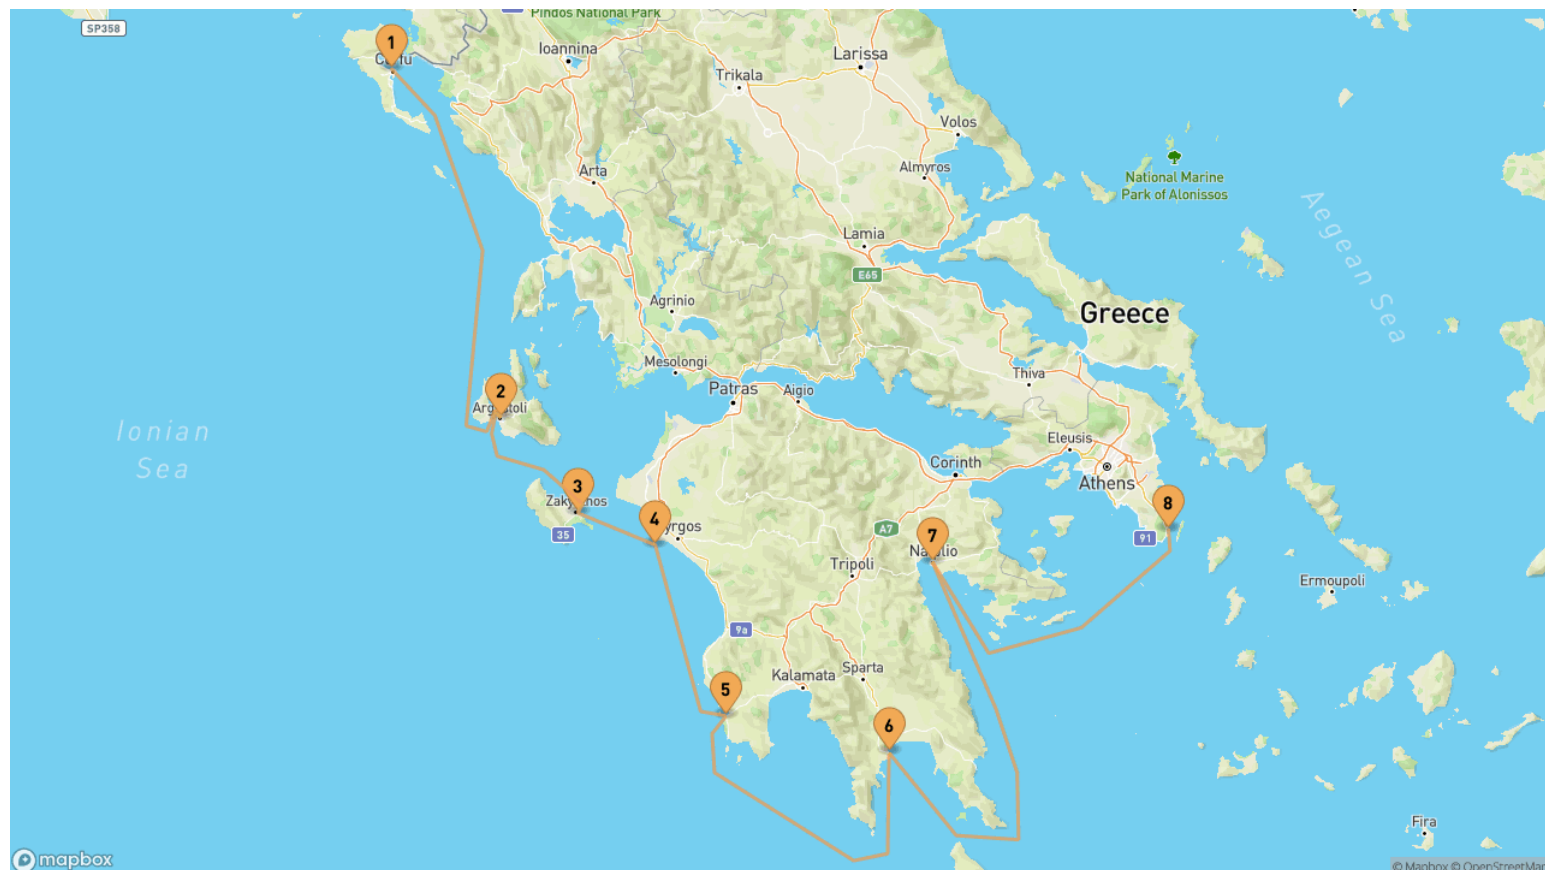 SP358
Pindos National Park
1
Ioannina
Larissa
Trikala
Volos
Arta
Almyros
National Marine
Park of Alonissos
Aegean Sea
Lamia
E65
Agrinio
Greece
Mesolongi
Thiva
Patras
Aigio
2
Ionian
Sea
Eleusis
Corinth
Athens
3
35
4
A7
7
8
91
Tripoli
Ermoupoli
9a
Sparta
Kalamata
5
6
Fira
mapbox
© Mapbox © OpenStreetMap